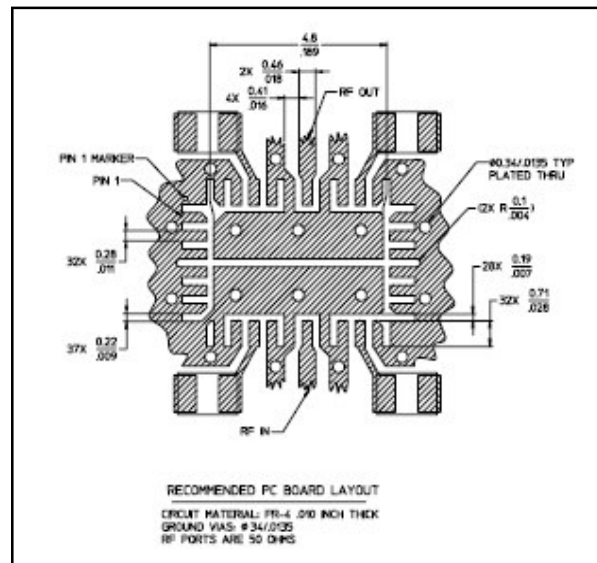 4.8
.189
2X 0.46
.018
4X 0.41
.016
RF OUT
PIN 1 MARKER
PIN 1
Ø0.34/.0135 TYP
PLATED THRU
(2X R 0.1
.004)
32X 0.28
.011
28X 0.19
.007
32X 0.71
.028
37X 0.22
.009
RF IN
RECOMMENDED PC BOARD LAYOUT
CIRCUIT MATERIAL: FR-4 .010 INCH THICK
GROUND VIAS: Ø.34/.0135
RF PORTS ARE 50 OHMS